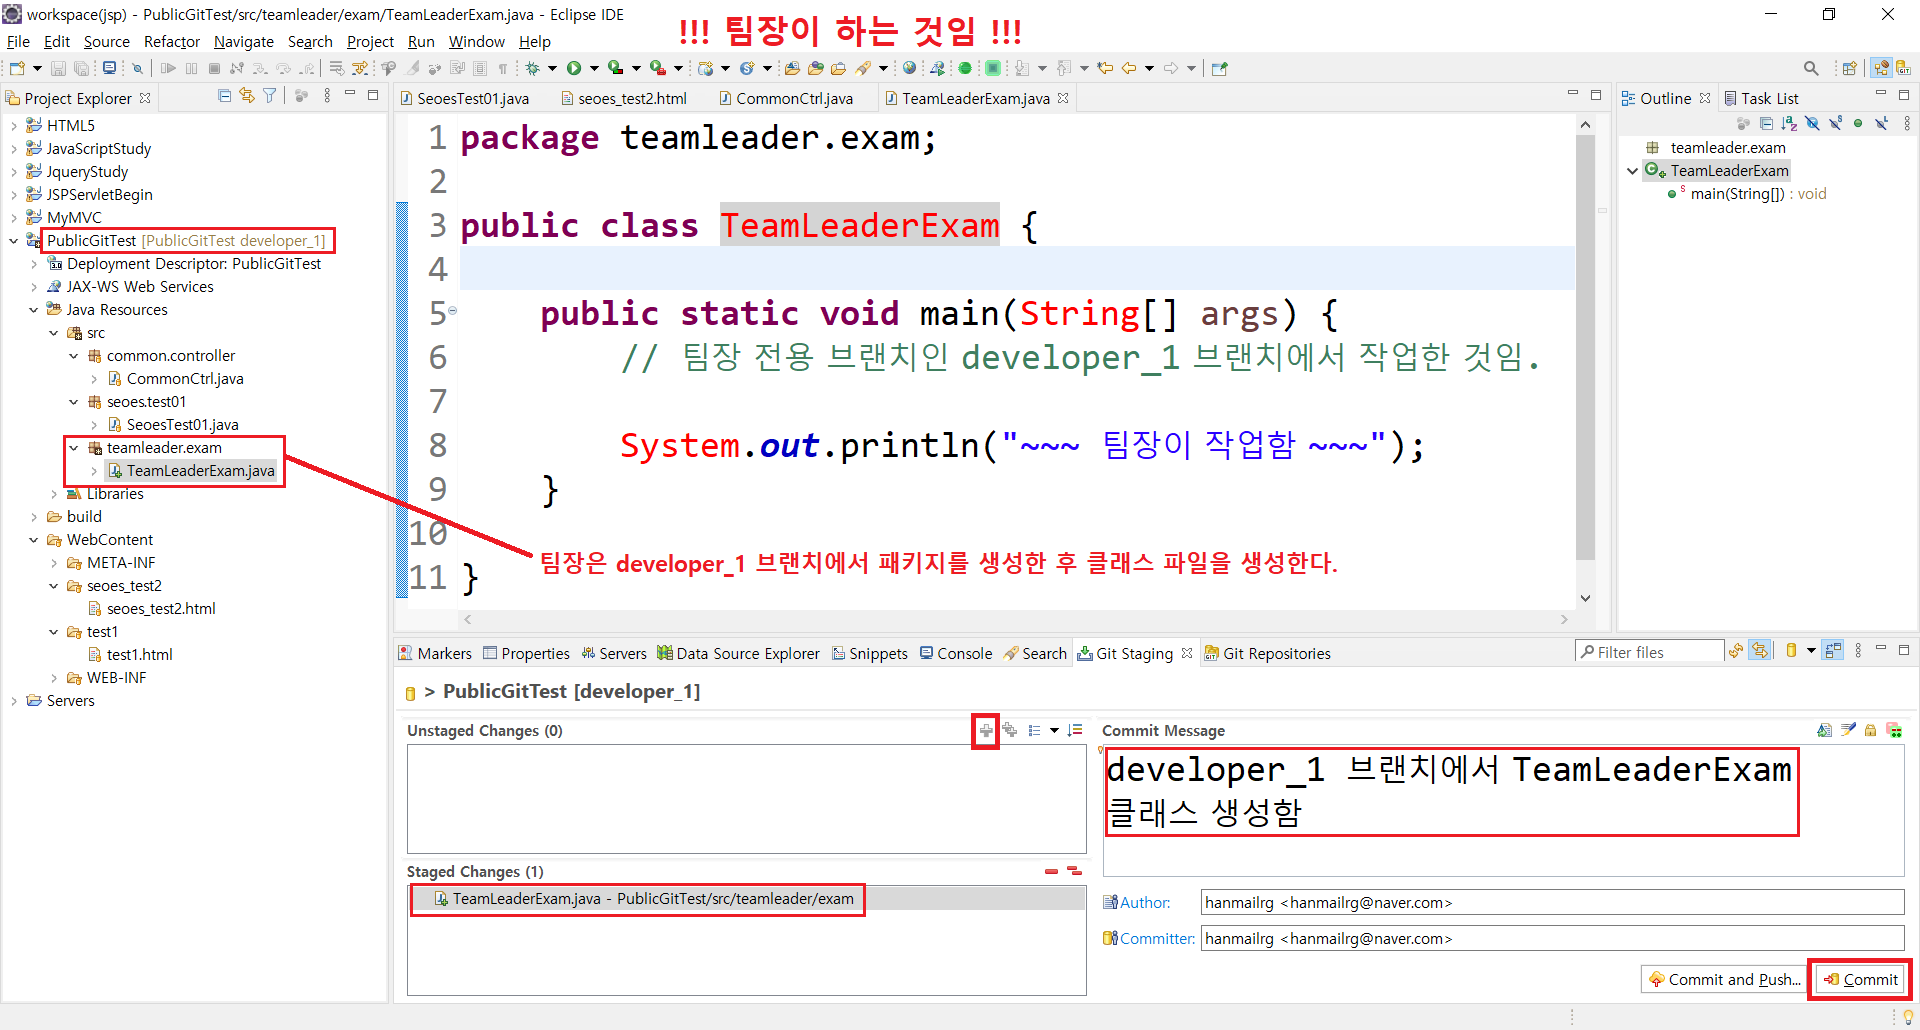 workspace(jsp) - PublicGitTest/src/teamleader/exam/TeamLeaderExam.java - Eclipse IDE
!!! 팀장이 하는 것임 !!!
File Edit Source Refactor Navigate Search Project Run Window Help
Project Explorer
HTML5
JavaScriptStudy
JqueryStudy
JSPServletBegin
MyMVC
PublicGitTest [PublicGitTest developer_1]
Deployment Descriptor: PublicGitTest
JAX-WS Web Services
Java Resources
src
common.controller
CommonCtrl.java
seoes.test01
SeoesTest01.java
teamleader.exam
TeamLeaderExam.java
Libraries
build
WebContent
META-INF
seoes_test2
seoes_test2.html
test1
test1.html
WEB-INF
Servers
SeoesTest01.java seoes_test2.html CommonCtrl.java TeamLeaderExam.java
1 package teamleader.exam;
2
3 public class TeamLeaderExam {
4
5 public static void main(String[] args) {
6 // 팀장 전용 브랜치인 developer_1 브랜치에서 작업한 것임.
7
8 System.out.println("~~~ 팀장이 작업함 ~~~");
9 }
10
팀장은 developer_1 브랜치에서 패키지를 생성한 후 클래스 파일을 생성한다.
11 }
Outline Task List
teamleader.exam
TeamLeaderExam
main(String[]) : void
Markers Properties Servers Data Source Explorer Snippets Console Search Git Staging Git Repositories
Filter files
> PublicGitTest [developer_1]
Unstaged Changes (0)
Staged Changes (1)
TeamLeaderExam.java - PublicGitTest/src/teamleader/exam
Commit Message
developer_1 브랜치에서 TeamLeaderExam
클래스 생성함
Author: hanmailrg <hanmailrg@naver.com>
Committer: hanmailrg <hanmailrg@naver.com>
Commit and Push... Commit